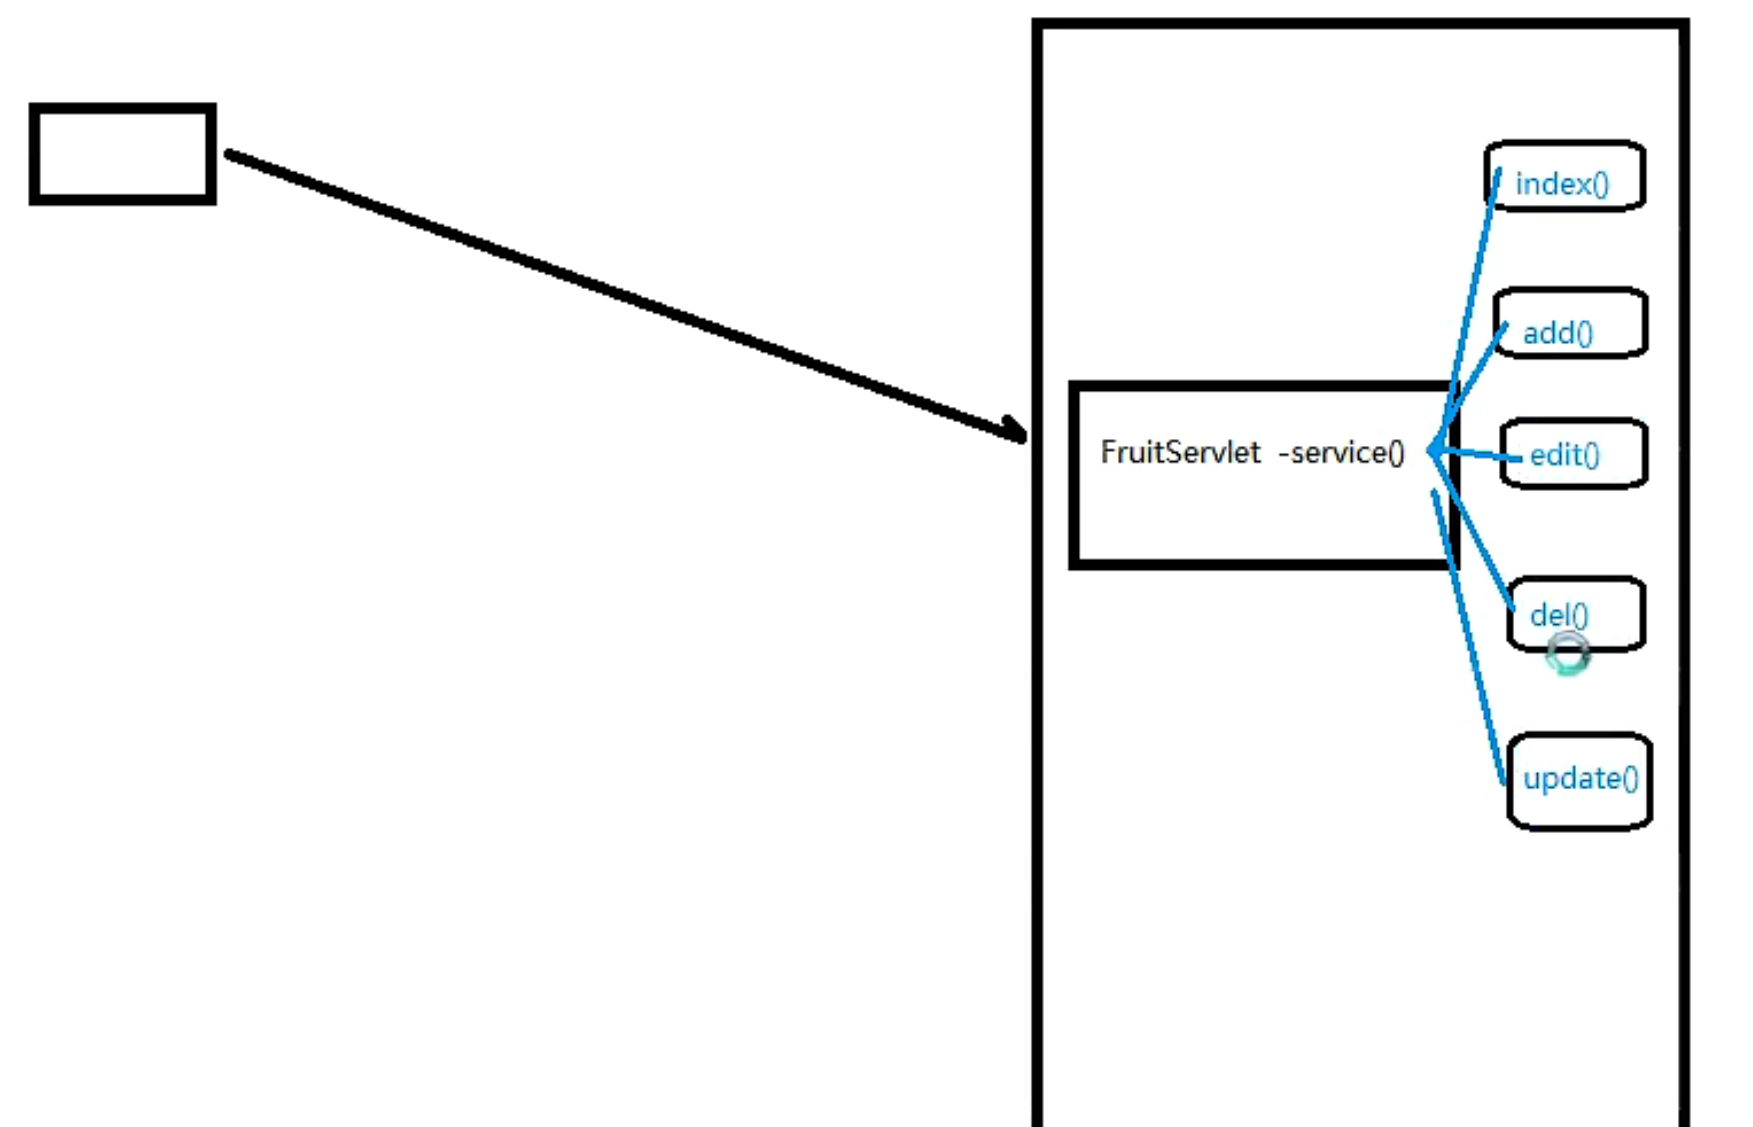 index()
add()
FruitServlet -service()
edit()
del()
update()